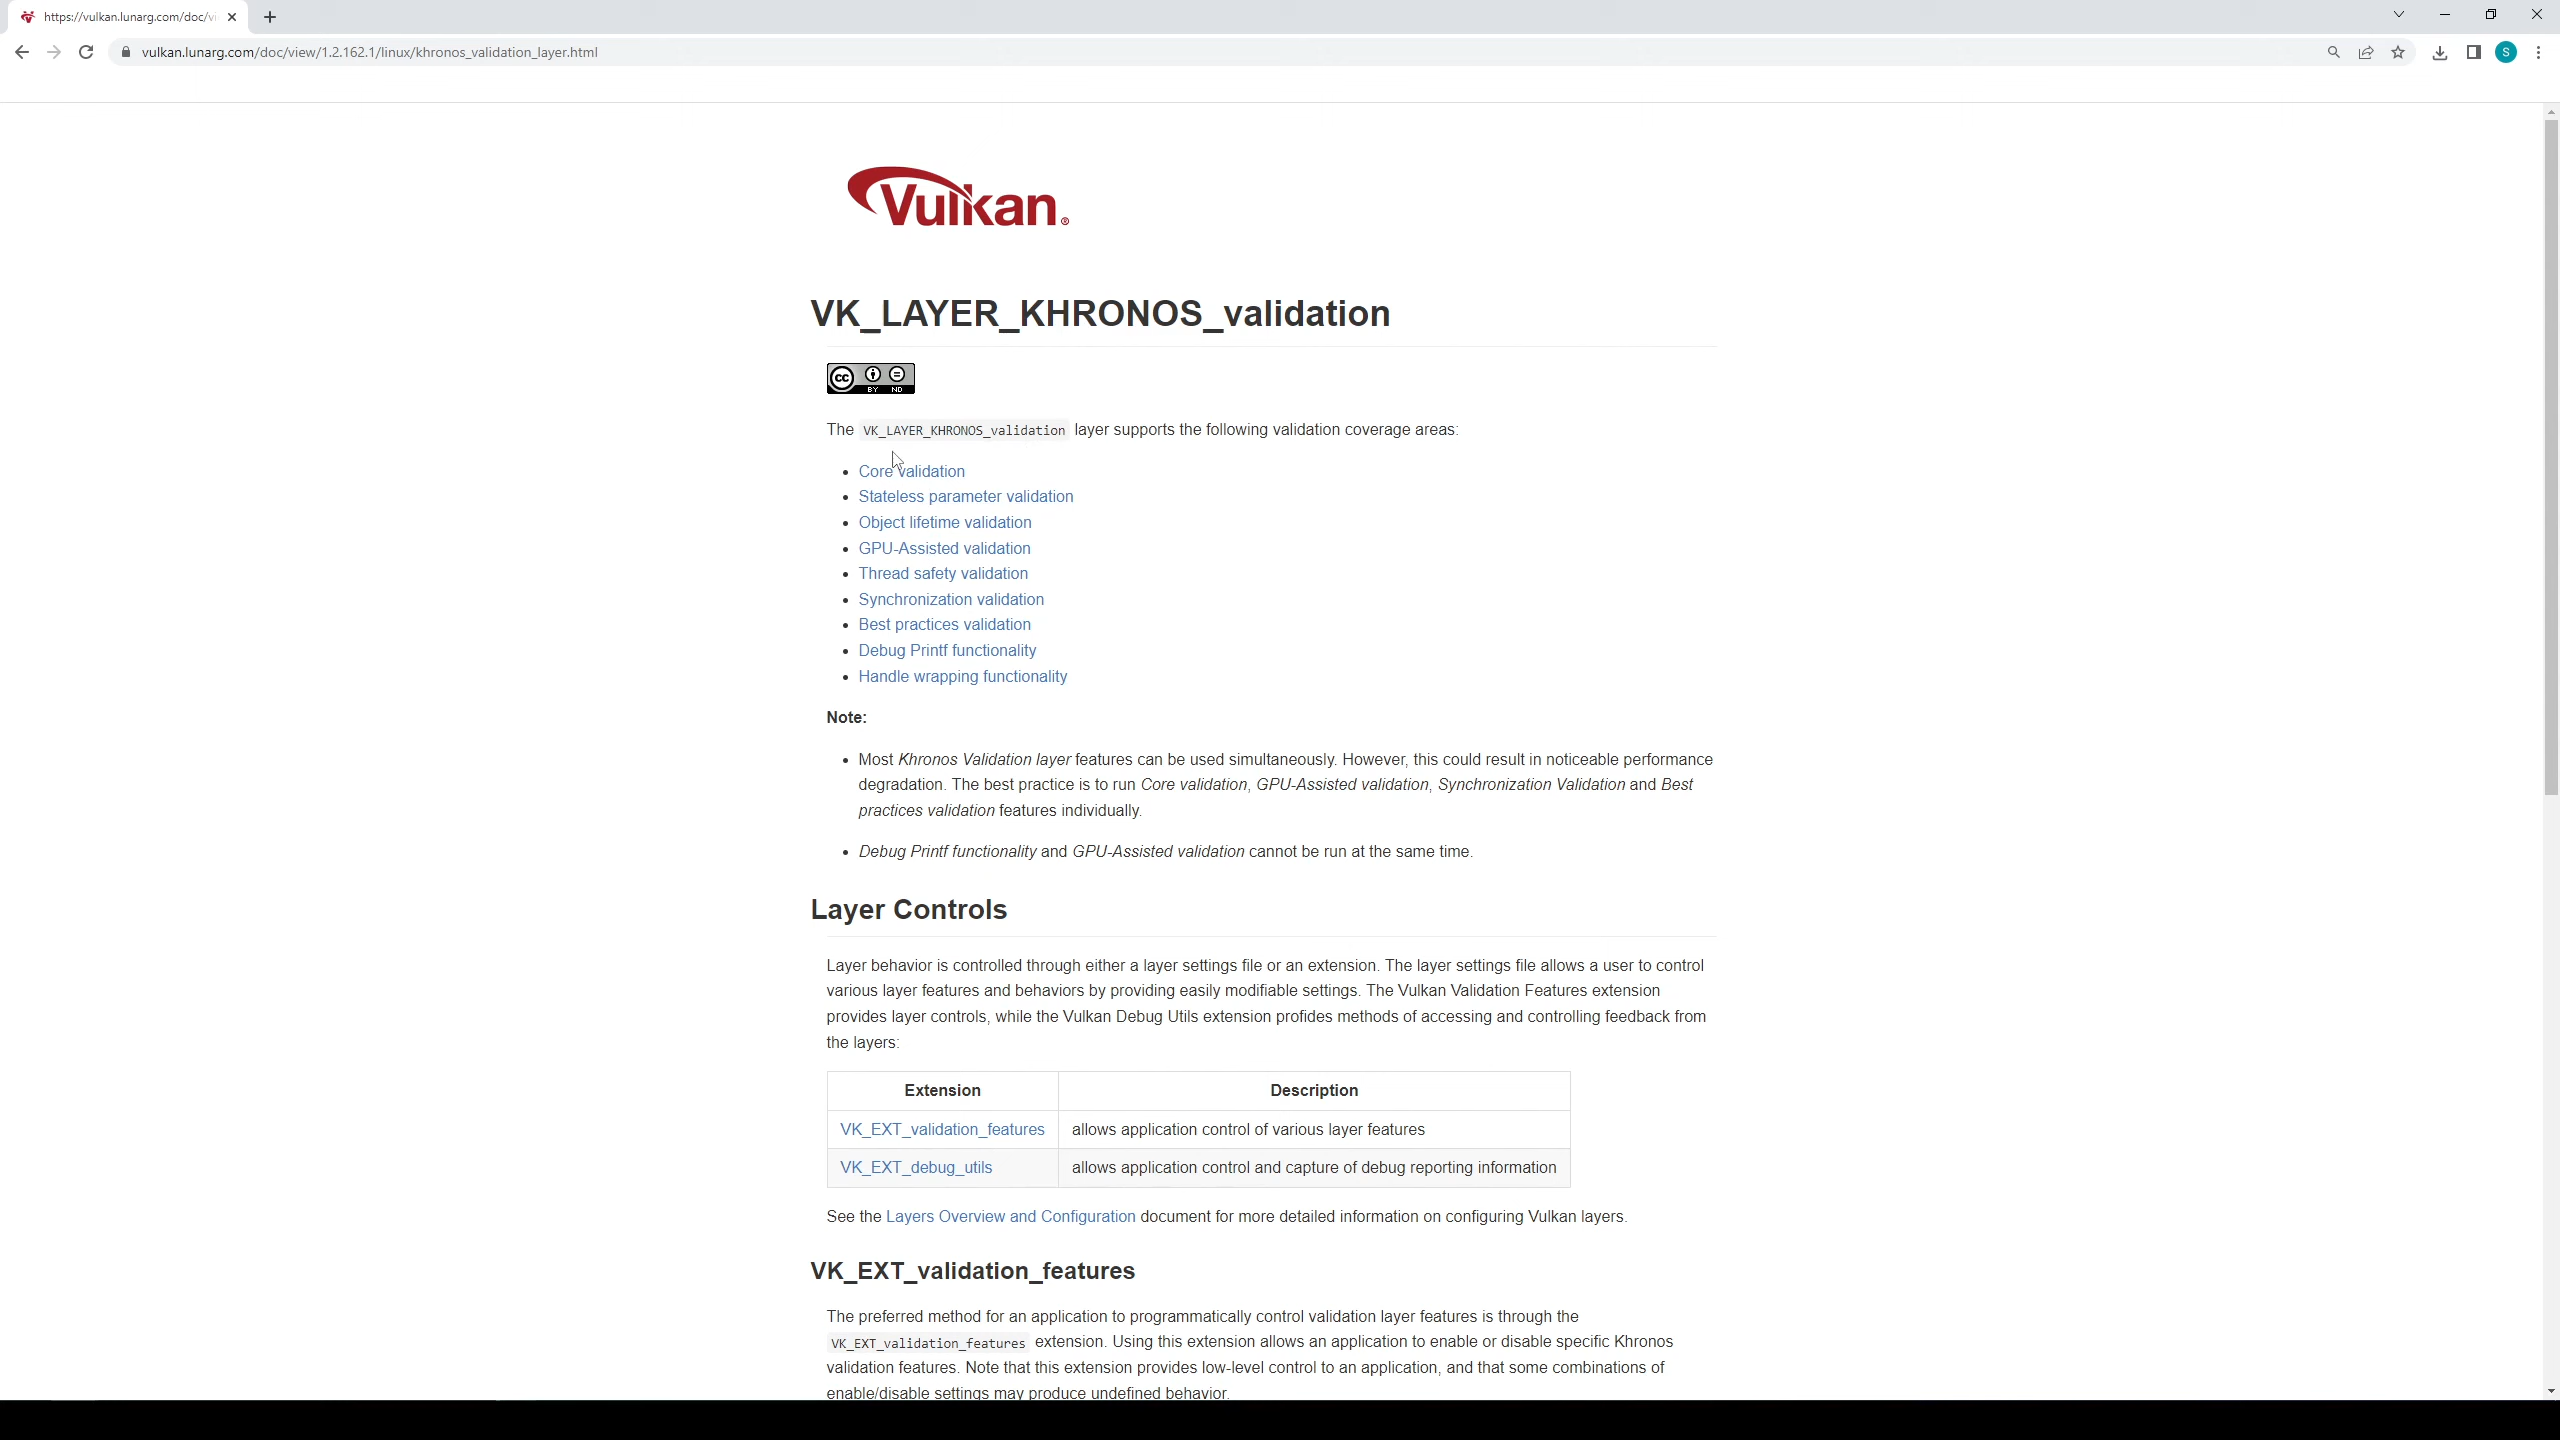 https://vulkan.lunarg.com/doc/vi
vulkan.lunarg.com/doc/view/1.2.162.1/linux/khronos_validation_layer.html
S
Vulkan®
VK_LAYER_KHRONOS_validation
cc BY ND
The VK_LAYER_KHRONOS_validation layer supports the following validation coverage areas:
• Core validation
• Stateless parameter validation
• Object lifetime validation
• GPU-Assisted validation
• Thread safety validation
• Synchronization validation
• Best practices validation
• Debug Printf functionality
• Handle wrapping functionality
Note:
• Most Khronos Validation layer features can be used simultaneously. However, this could result in noticeable performance
degradation. The best practice is to run Core validation, GPU-Assisted validation, Synchronization Validation and Best
practices validation features individually.
• Debug Printf functionality and GPU-Assisted validation cannot be run at the same time.
Layer Controls
Layer behavior is controlled through either a layer settings file or an extension. The layer settings file allows a user to control
various layer features and behaviors by providing easily modifiable settings. The Vulkan Validation Features extension
provides layer controls, while the Vulkan Debug Utils extension profides methods of accessing and controlling feedback from
the layers:
Extension Description
VK_EXT_validation_features allows application control of various layer features
VK_EXT_debug_utils allows application control and capture of debug reporting information
See the Layers Overview and Configuration document for more detailed information on configuring Vulkan layers.
VK_EXT_validation_features
The preferred method for an application to programmatically control validation layer features is through the
VK_EXT_validation_features extension. Using this extension allows an application to enable or disable specific Khronos
validation features. Note that this extension provides low-level control to an application, and that some combinations of
enable/disable settings may produce undefined behavior.